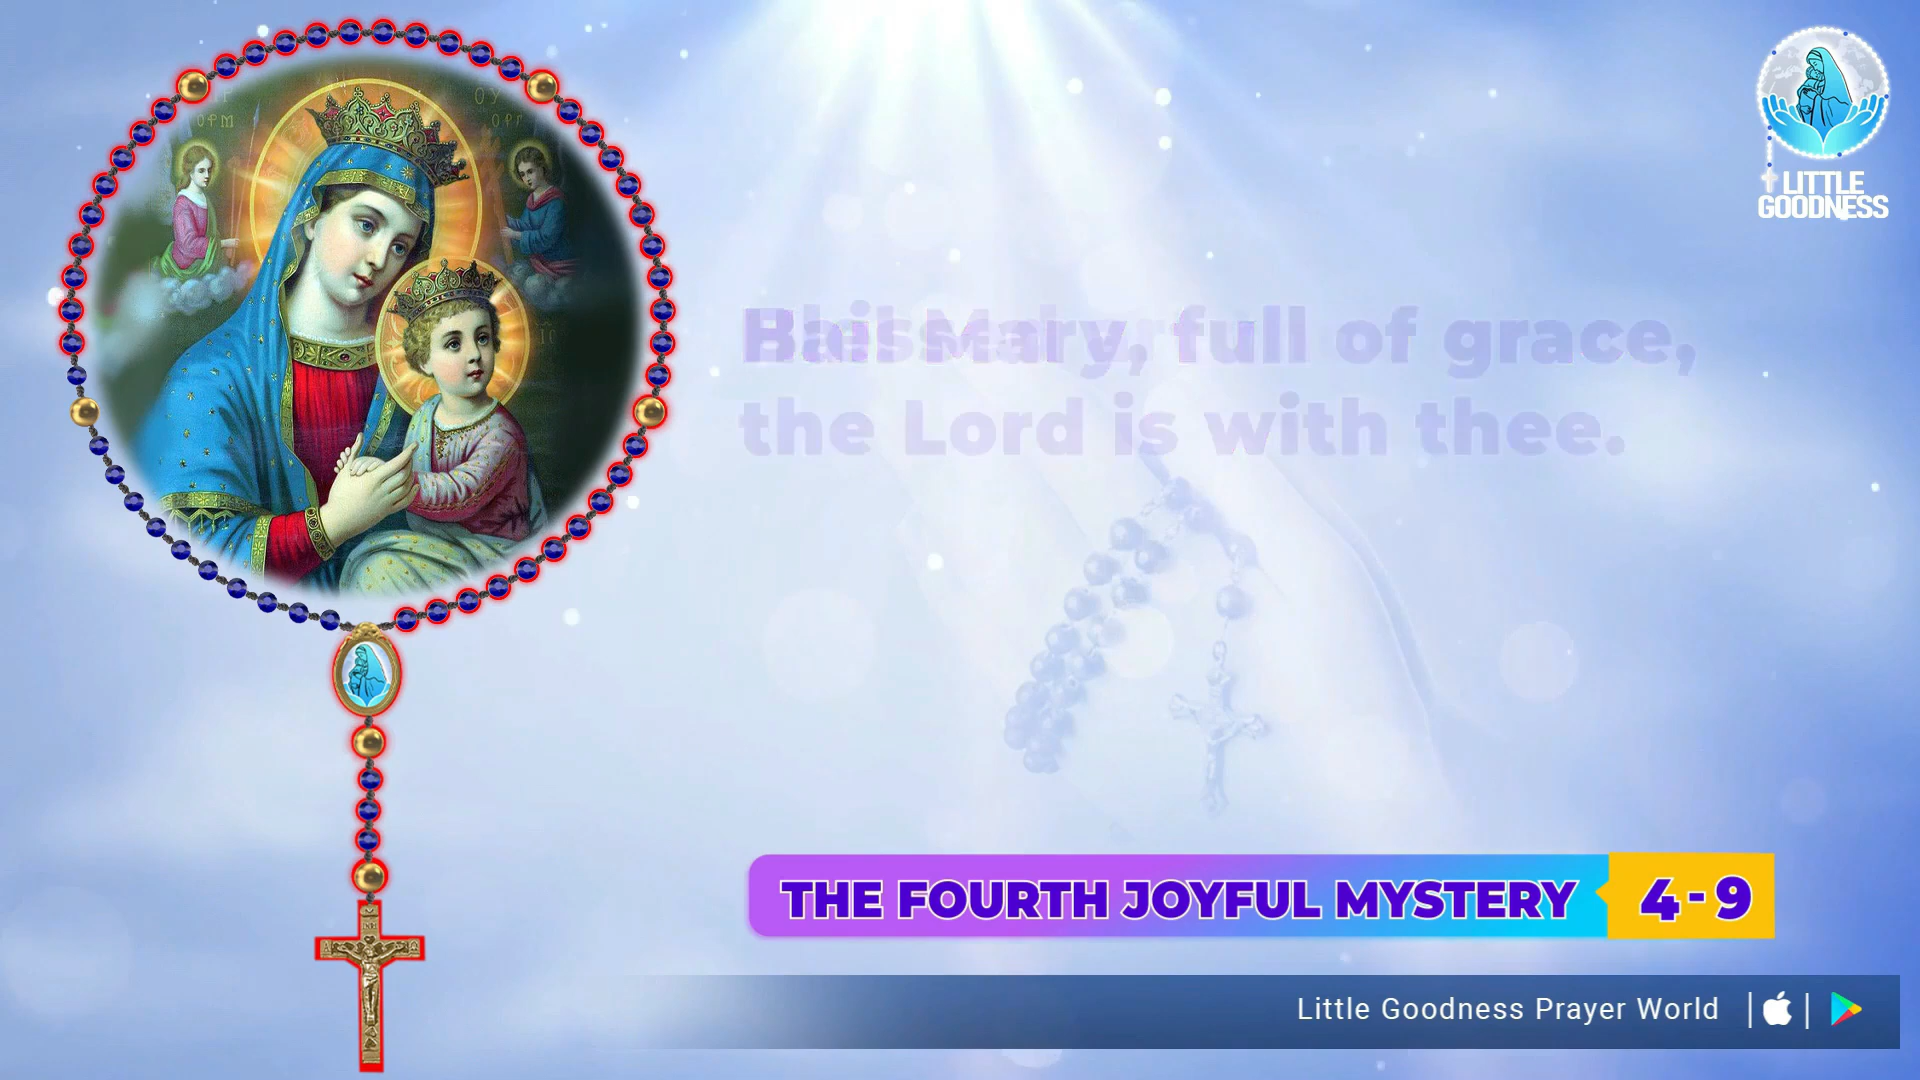 LITTLE
GOODNESS
Hail Mary, full of grace,
the Lord is with thee.
THE FOURTH JOYFUL MYSTERY 4-9
Little Goodness Prayer World